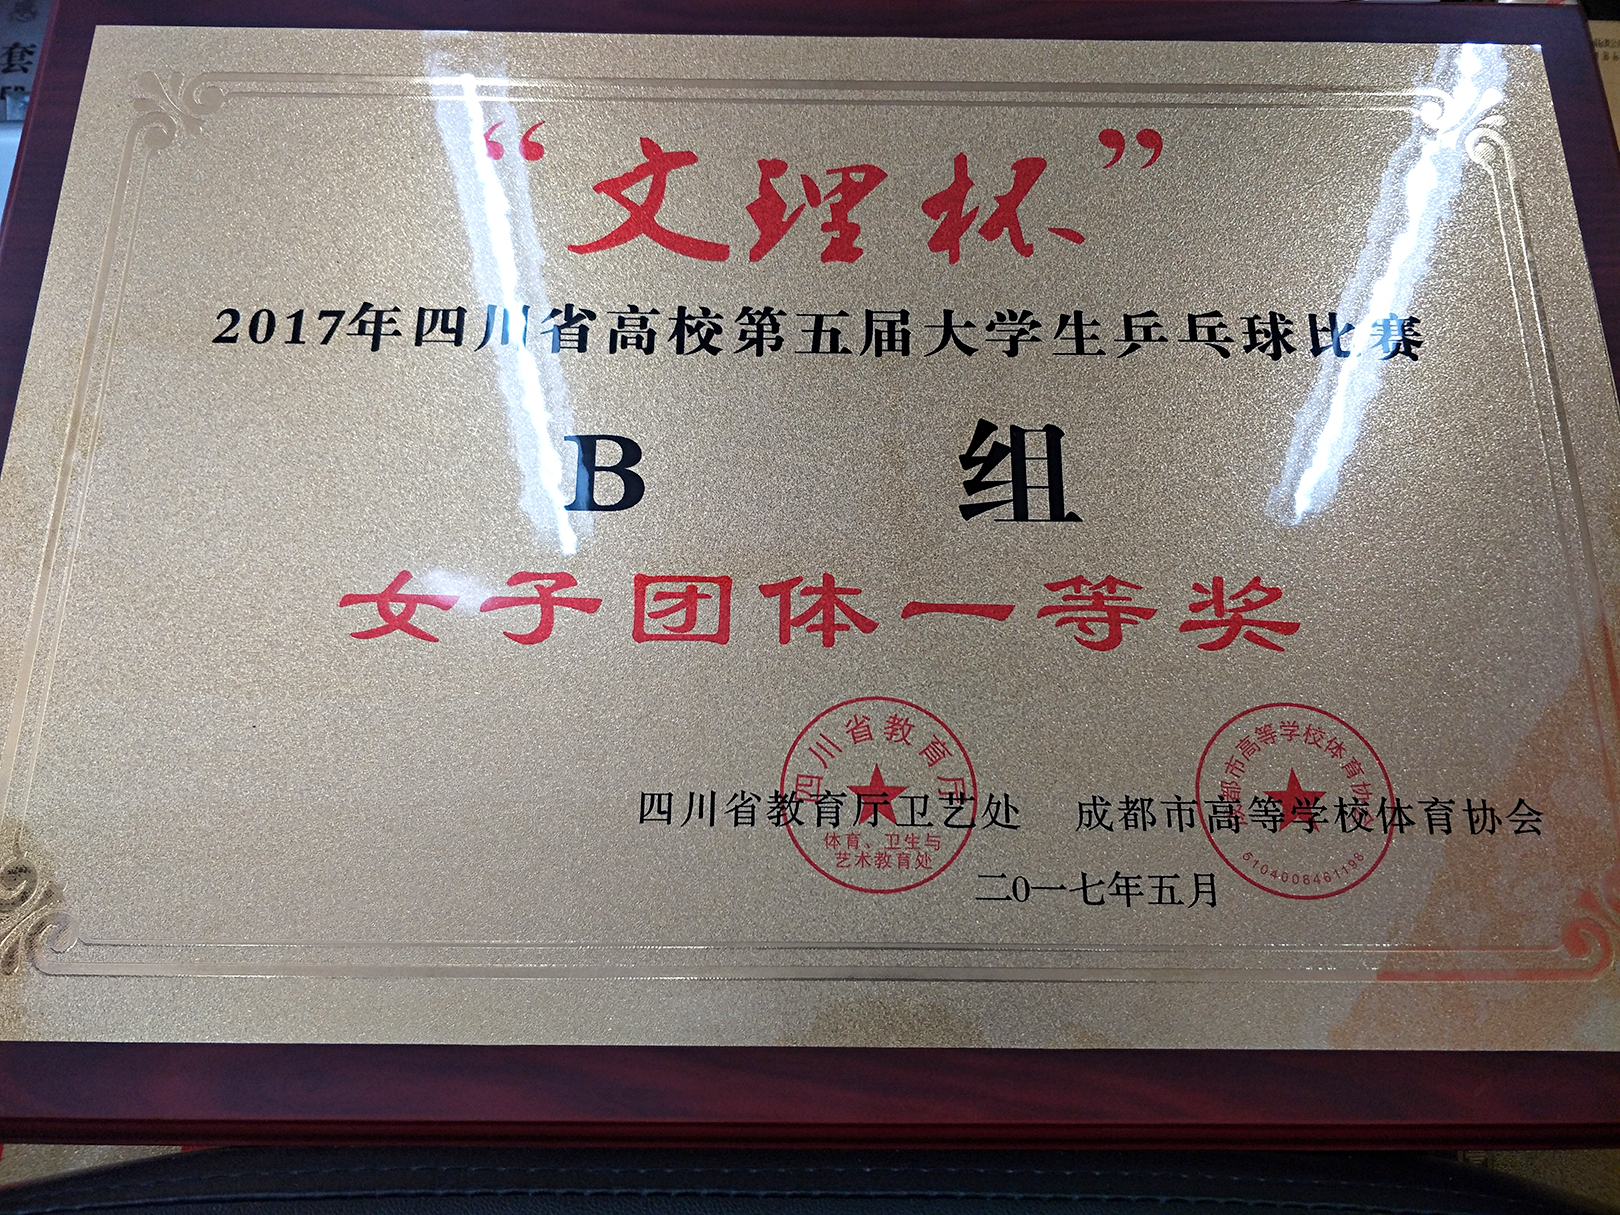 “文理杯”
2017年四川省高校第五届大学生乒乓球比赛
B 组
女子团体一等奖
四川省教育厅
四川省教育厅卫艺处 成都市高等学校体育协会
体育、卫生与
艺术教育处
成都市高等学校体育协会
6104008461198
二0一七年五月
套